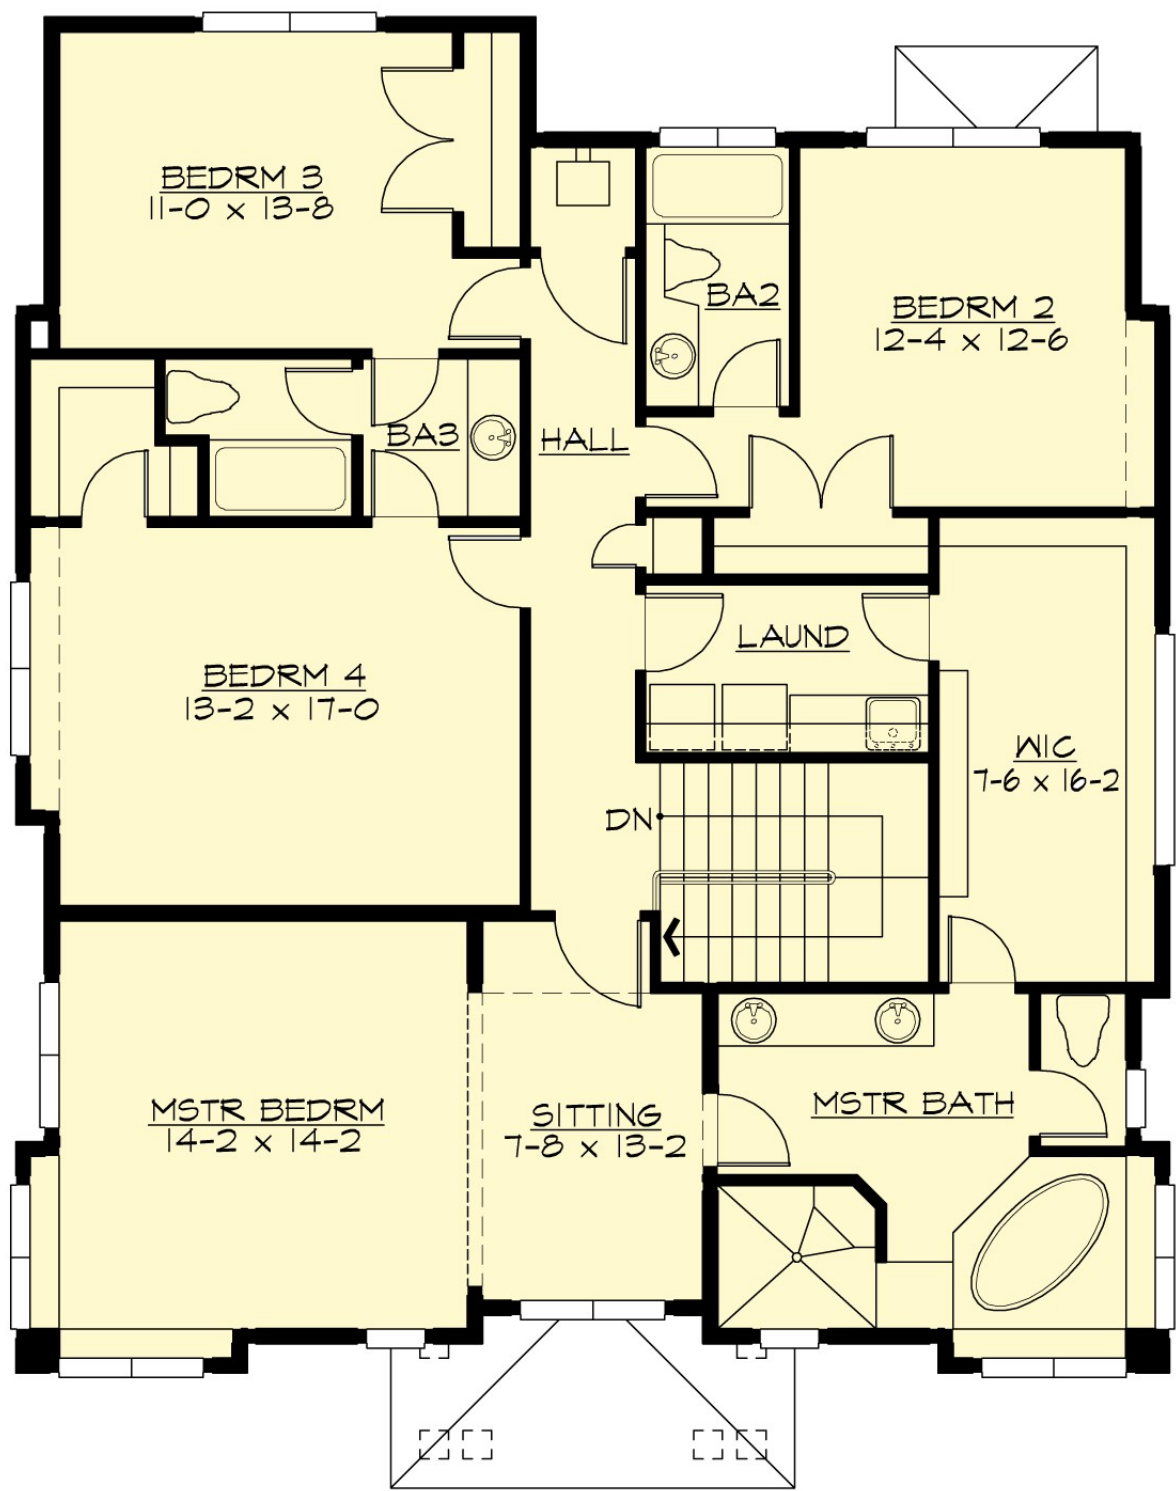 BEDRM 3
11-0 x 13-8
BA2
BEDRM 2
12-4 x 12-6
BA3
HALL
LAUND
BEDRM 4
13-2 x 17-0
WIC
7-6 x 16-2
DN
MSTR BEDRM
14-2 x 14-2
SITTING
7-8 x 13-2
MSTR BATH